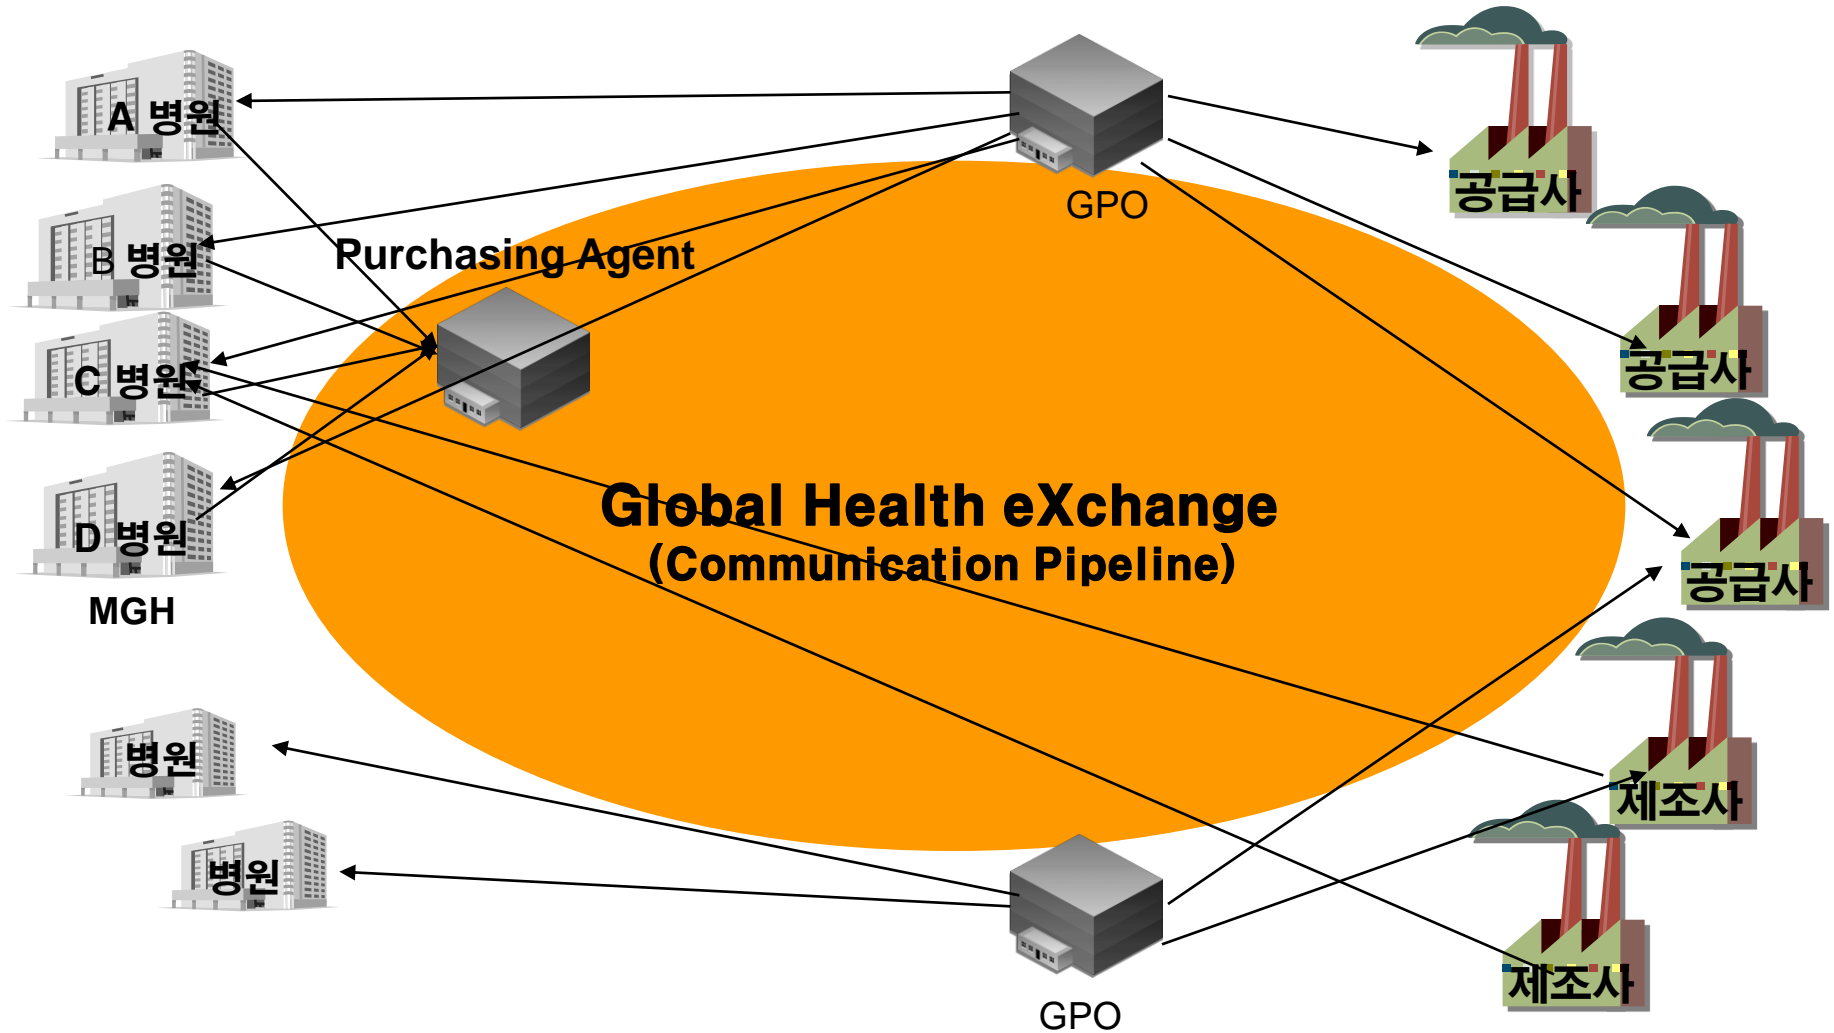 A 병원
B 병원
C 병원
D 병원
MGH
병원
병원
Purchasing Agent
GPO
Global Health eXchange
(Communication Pipeline)
GPO
공급사
공급사
공급사
제조사
제조사